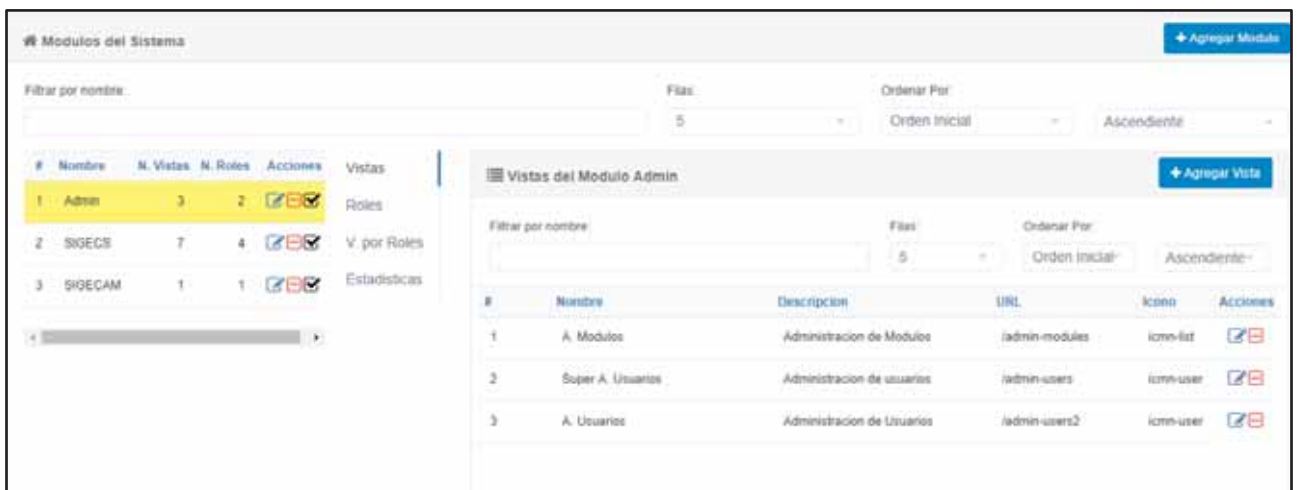 Modulos del Sistema
+ Agregar Modulo
Filtrar por nombre:
Filas:
Ordenar Por:
5
Orden Inicial
Ascendiente
# Nombre N. Vistas N. Roles Acciones
1 Admin 3 2
2 SIGECS 7 4
3 SIGECAM 1 1
Vistas
Roles
V. por Roles
Estadisticas
Vistas del Modulo Admin
+ Agregar Vista
Filtrar por nombre:
Filas:
Ordenar Por:
5
Orden Inicial
Ascendente
# Nombre Descripcion URL Icono Acciones
1 A. Modulos Administracion de Modulos /admin-modules icmn-list
2 Super A. Usuarios Administracion de usuarios /admin-users icmn-user
3 A. Usuarios Administracion de Usuarios /admin-users2 icmn-user